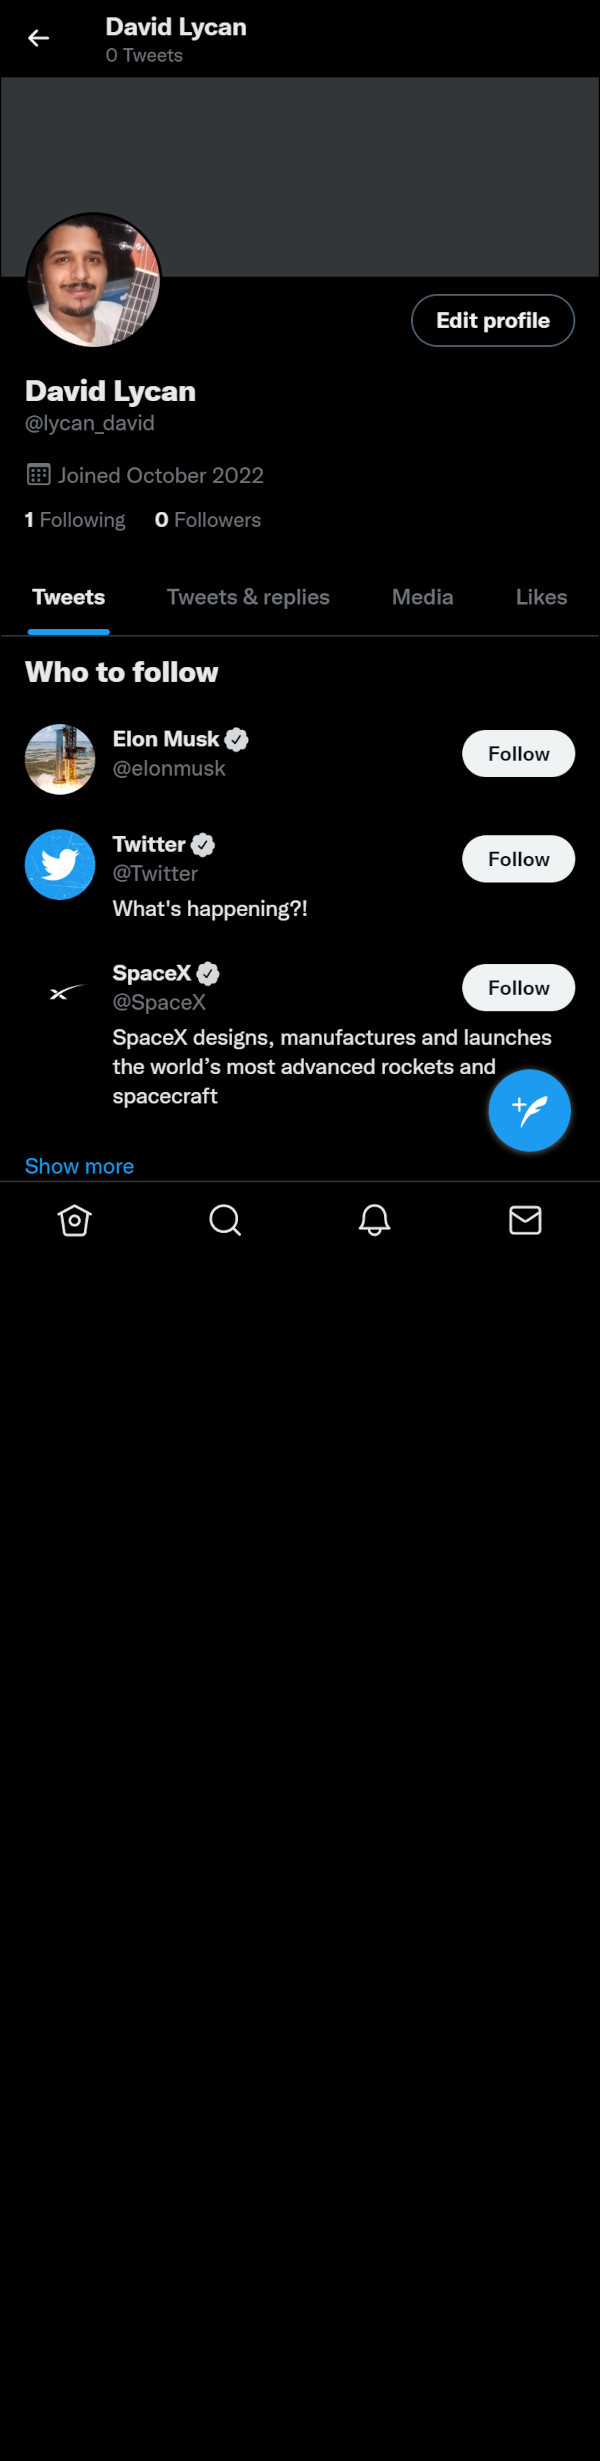 David Lycan
0 Tweets
Edit profile
David Lycan
@lycan_david
Joined October 2022
1 Following 0 Followers
Tweets Tweets & replies Media Likes
Who to follow
Elon Musk
@elonmusk
Follow
Twitter
@Twitter
Follow
What's happening?!
SpaceX
@SpaceX
Follow
SpaceX designs, manufactures and launches
the world’s most advanced rockets and
spacecraft
Show more